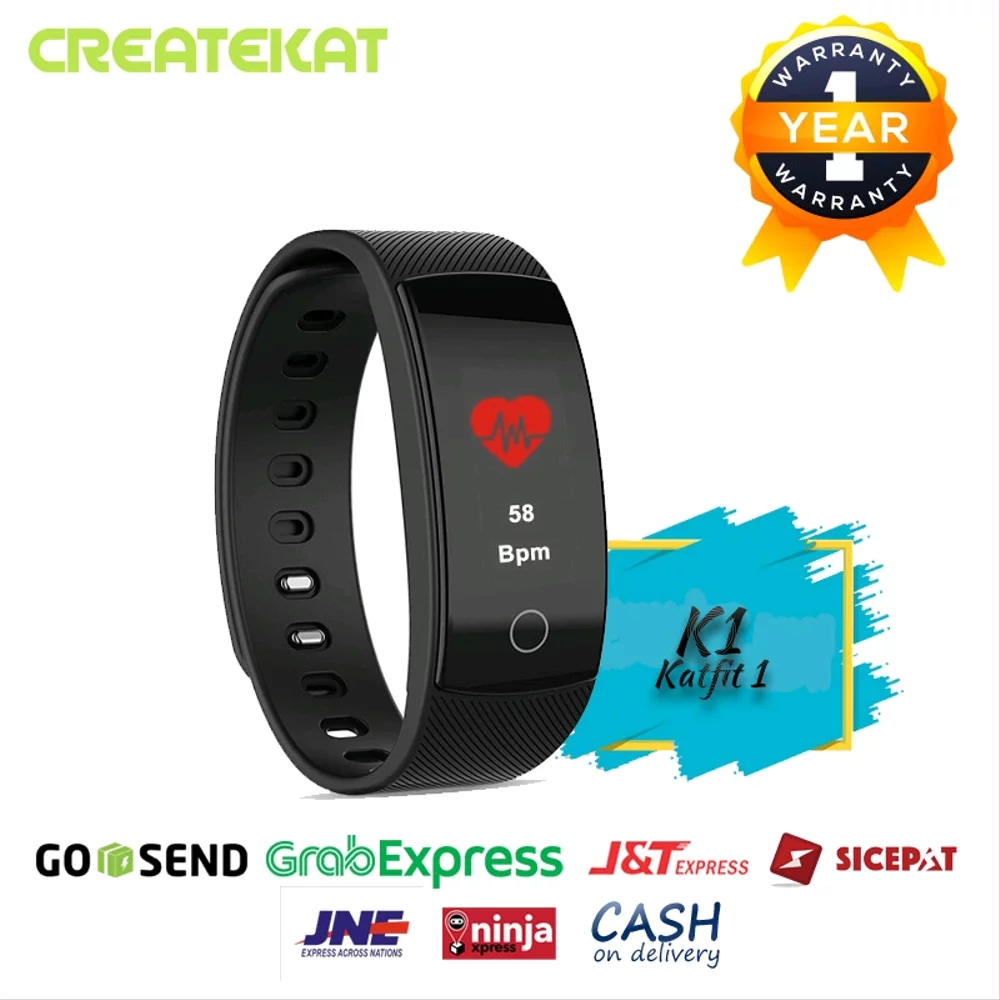 CREATEKAT
WARRANTY
1
YEAR
WARRANTY
58
Bpm
K1
Katfit 1
GO SEND
GrabExpress
J&T EXPRESS
SICEPAT
JNE
EXPRESS ACROSS NATIONS
ninja
xpress
CASH
on delivery